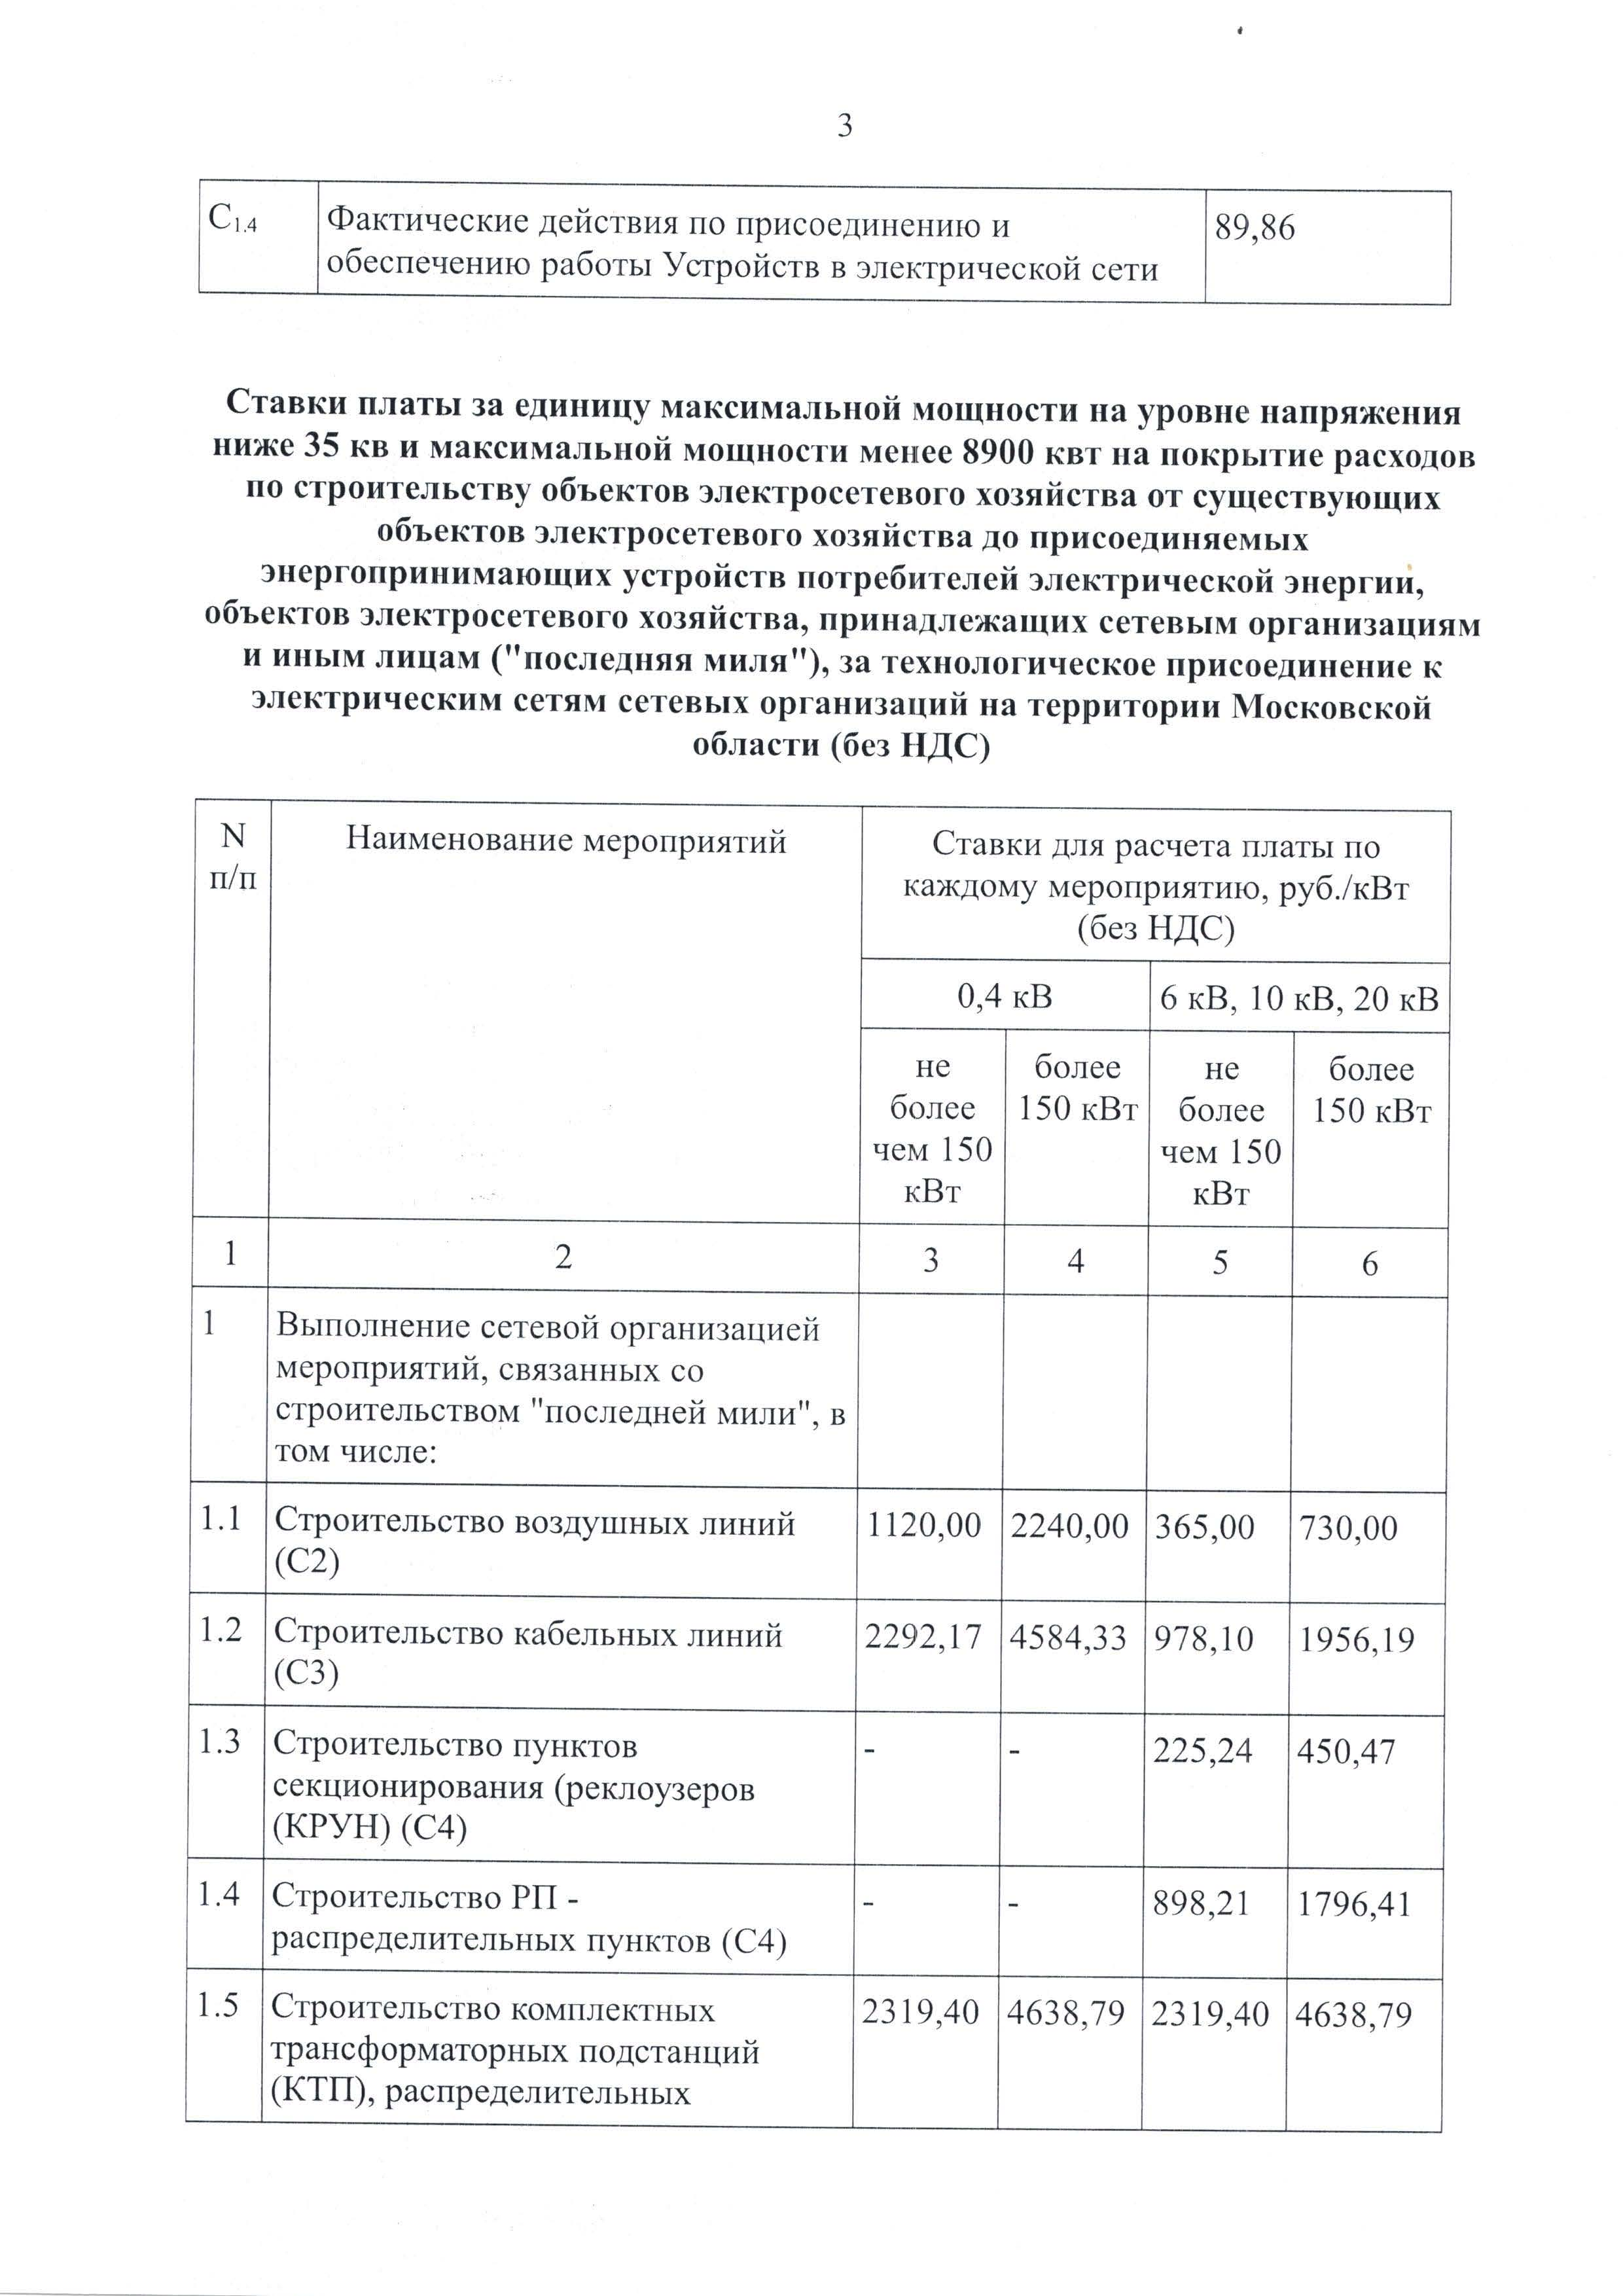 3
С1.4 Фактические действия по присоединению и 89,86
обеспечению работы Устройств в электрической сети
Ставки платы за единицу максимальной мощности на уровне напряжения
ниже 35 кв и максимальной мощности менее 8900 квт на покрытие расходов
по строительству объектов электросетевого хозяйства от существующих
объектов электросетевого хозяйства до присоединяемых
энергопринимающих устройств потребителей электрической энергии,
объектов электросетевого хозяйства, принадлежащих сетевым организациям
и иным лицам ("последняя миля"), за технологическое присоединение к
электрическим сетям сетевых организаций на территории Московской
области (без НДС)
N
п/п
Наименование мероприятий
Ставки для расчета платы по
каждому мероприятию, руб./кВт
(без НДС)
0,4 кВ
6 кВ, 10 кВ, 20 кВ
не
более
чем 150
кВт
более
150 кВт
не
более
чем 150
кВт
более
150 кВт
1 2 3 4 5 6
1 Выполнение сетевой организацией
мероприятий, связанных со
строительством "последней мили", в
том числе:
1.1 Строительство воздушных линий 1120,00 2240,00 365,00 730,00
(С2)
1.2 Строительство кабельных линий 2292,17 4584,33 978,10 1956,19
(С3)
1.3 Строительство пунктов - - 225,24 450,47
секционирования (реклоузеров
(КРУН) (С4)
1.4 Строительство РП - - - 898,21 1796,41
распределительных пунктов (С4)
1.5 Строительство комплектных 2319,40 4638,79 2319,40 4638,79
трансформаторных подстанций
(КТП), распределительных